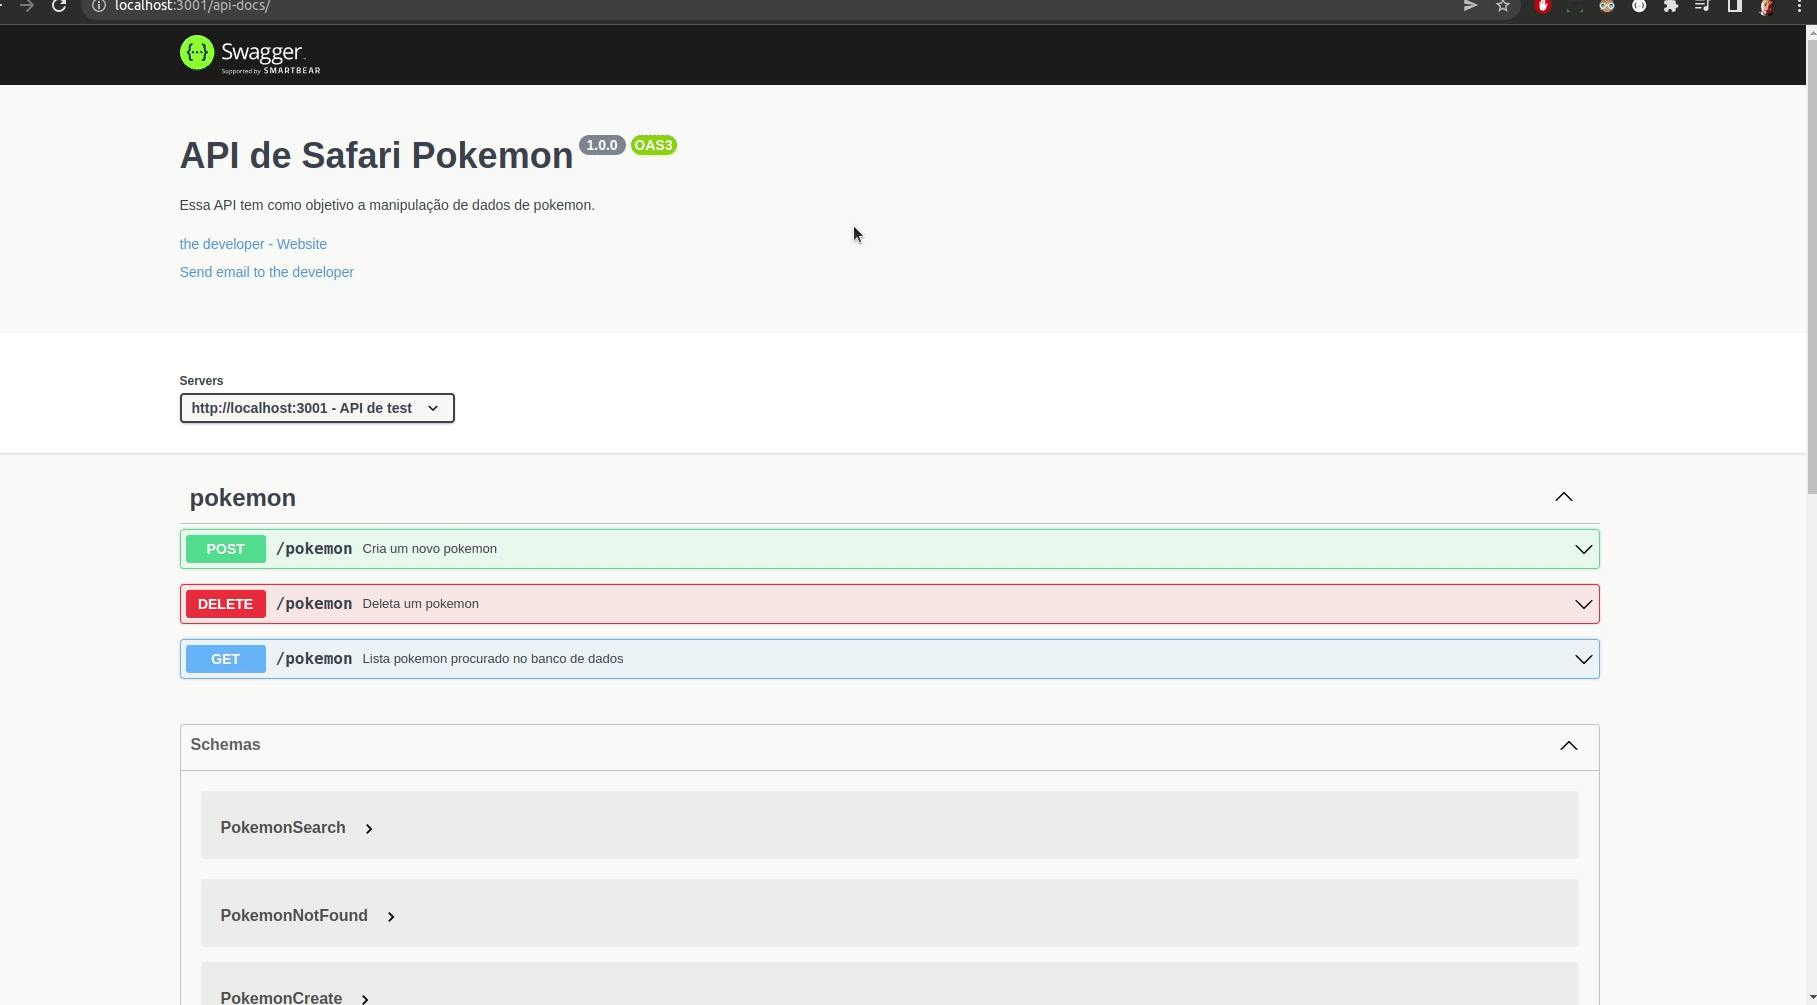 localhost:3001/api-docs/
Swagger
Supported by SMARTBEAR
API de Safari Pokemon 1.0.0 OAS3
Essa API tem como objetivo a manipulação de dados de pokemon.
the developer - Website
Send email to the developer
Servers
http://localhost:3001 - API de test
pokemon
POST /pokemon Cria um novo pokemon
DELETE /pokemon Deleta um pokemon
GET /pokemon Lista pokemon procurado no banco de dados
Schemas
PokemonSearch
PokemonNotFound
PokemonCreate